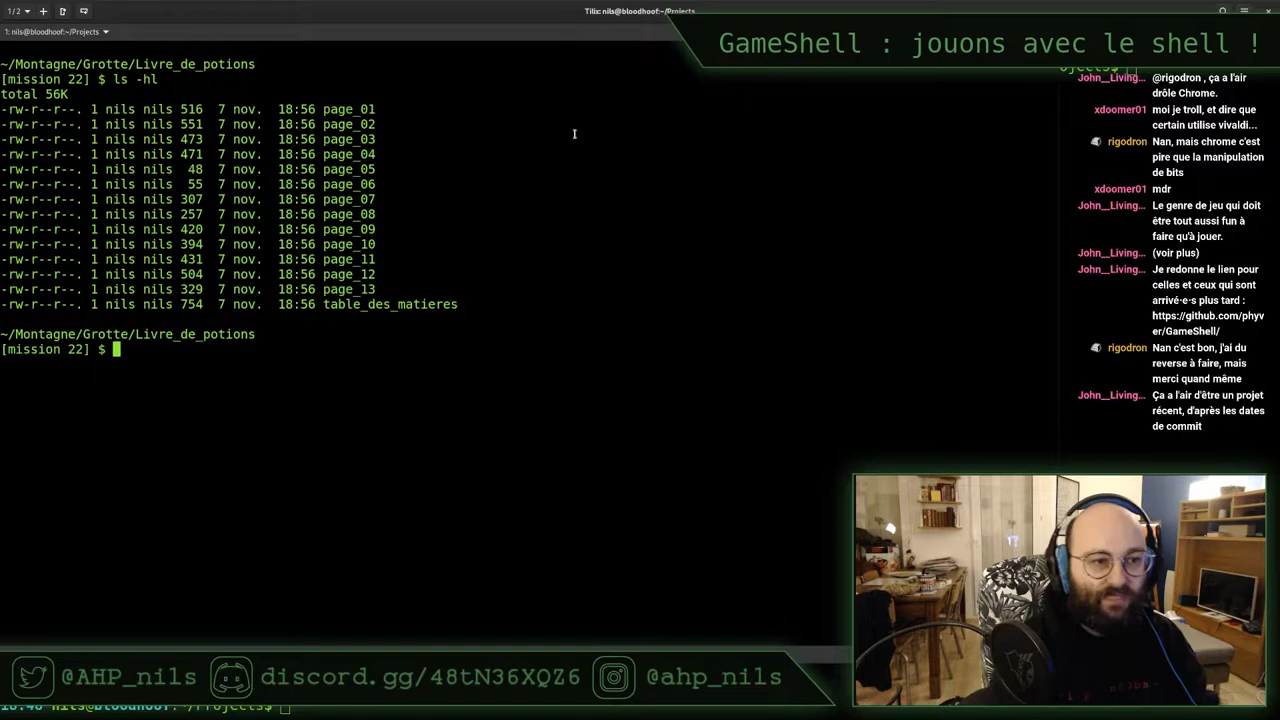 1/2
Tilix: nils@bloodhoof:~/Projects
1: nils@bloodhoof:~/Projects
GameShell : jouons avec le shell !
~/Montagne/Grotte/Livre_de_potions
[mission 22] $ ls -hl
total 56K
-rw-r--r--. 1 nils nils 516  7 nov.  18:56 page_01
-rw-r--r--. 1 nils nils 551  7 nov.  18:56 page_02
-rw-r--r--. 1 nils nils 473  7 nov.  18:56 page_03
-rw-r--r--. 1 nils nils 471  7 nov.  18:56 page_04
-rw-r--r--. 1 nils nils  48  7 nov.  18:56 page_05
-rw-r--r--. 1 nils nils  55  7 nov.  18:56 page_06
-rw-r--r--. 1 nils nils 307  7 nov.  18:56 page_07
-rw-r--r--. 1 nils nils 257  7 nov.  18:56 page_08
-rw-r--r--. 1 nils nils 420  7 nov.  18:56 page_09
-rw-r--r--. 1 nils nils 394  7 nov.  18:56 page_10
-rw-r--r--. 1 nils nils 431  7 nov.  18:56 page_11
-rw-r--r--. 1 nils nils 504  7 nov.  18:56 page_12
-rw-r--r--. 1 nils nils 329  7 nov.  18:56 page_13
-rw-r--r--. 1 nils nils 754  7 nov.  18:56 table_des_matieres
~/Montagne/Grotte/Livre_de_potions
[mission 22] $
John__Living... @rigodron , ça a l'air
drôle Chrome.
xdoomer01 moi je troll, et dire que
certain utilise vivaldi...
rigodron Nan, mais chrome c'est
pire que la manipulation
de bits
xdoomer01 mdr
John__Living... Le genre de jeu qui doit
être tout aussi fun à
faire qu'à jouer.
John__Living... (voir plus)
John__Living... Je redonne le lien pour
celles et ceux qui sont
arrivé·e·s plus tard :
https://github.com/phyv
er/GameShell/
rigodron Nan c'est bon, j'ai du
reverse à faire, mais
merci quand même
John__Living... Ça a l'air d'être un projet
récent, d'après les dates
de commit
@AHP_nils
discord.gg/48tN36XQZ6
@ahp_nils
18:48 nils@bloodhoof:~/Projects$